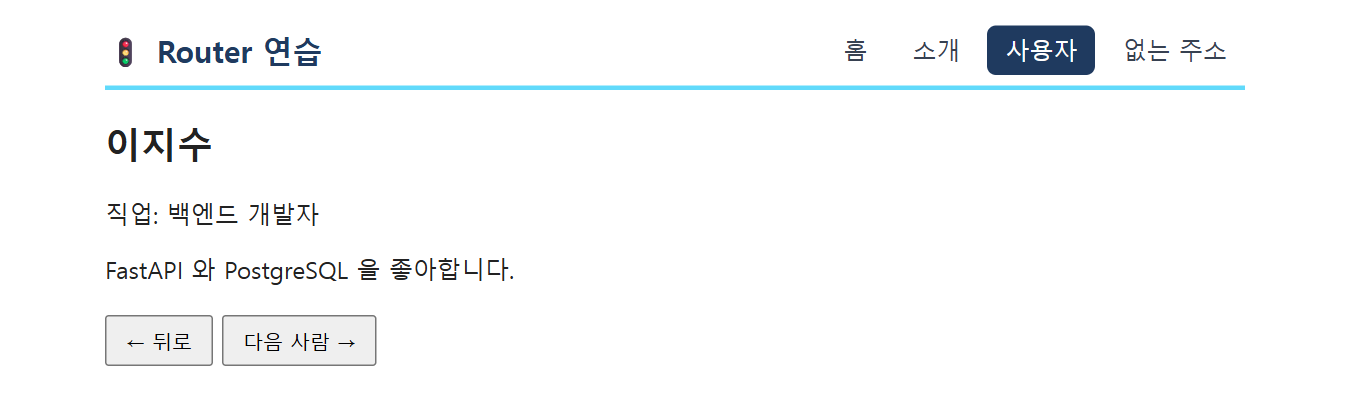 🚦 Router 연습 홈 소개 사용자 없는 주소
이지수
직업: 백엔드 개발자
FastAPI 와 PostgreSQL 을 좋아합니다.
← 뒤로 다음 사람 →